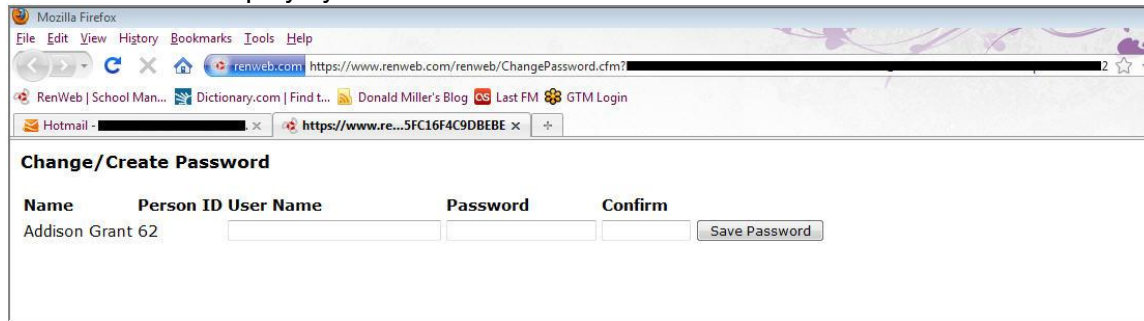 Mozilla Firefox
File Edit View History Bookmarks Tools Help
renweb.com https://www.renweb.com/renweb/ChangePassword.cfm? 2
RenWeb | School Man... Dictionary.com | Find t... Donald Miller's Blog Last FM GTM Login
Hotmail - https://www.re...5FC16F4C9DBEBE
Change/Create Password
Name Person ID User Name Password Confirm
Addison Grant 62 Save Password